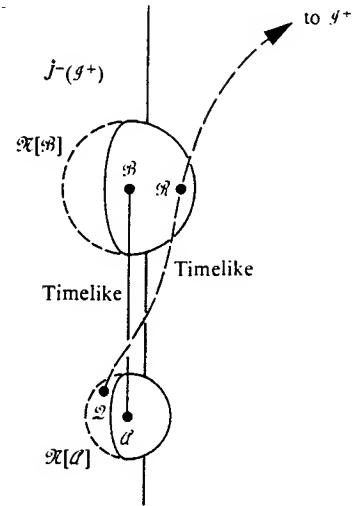 to 𝓘⁺
j⁻(𝓘⁺)
𝔑[𝓑]
𝓑
𝓡
Timelike
Timelike
𝓠
𝓐
𝔑[𝓐]